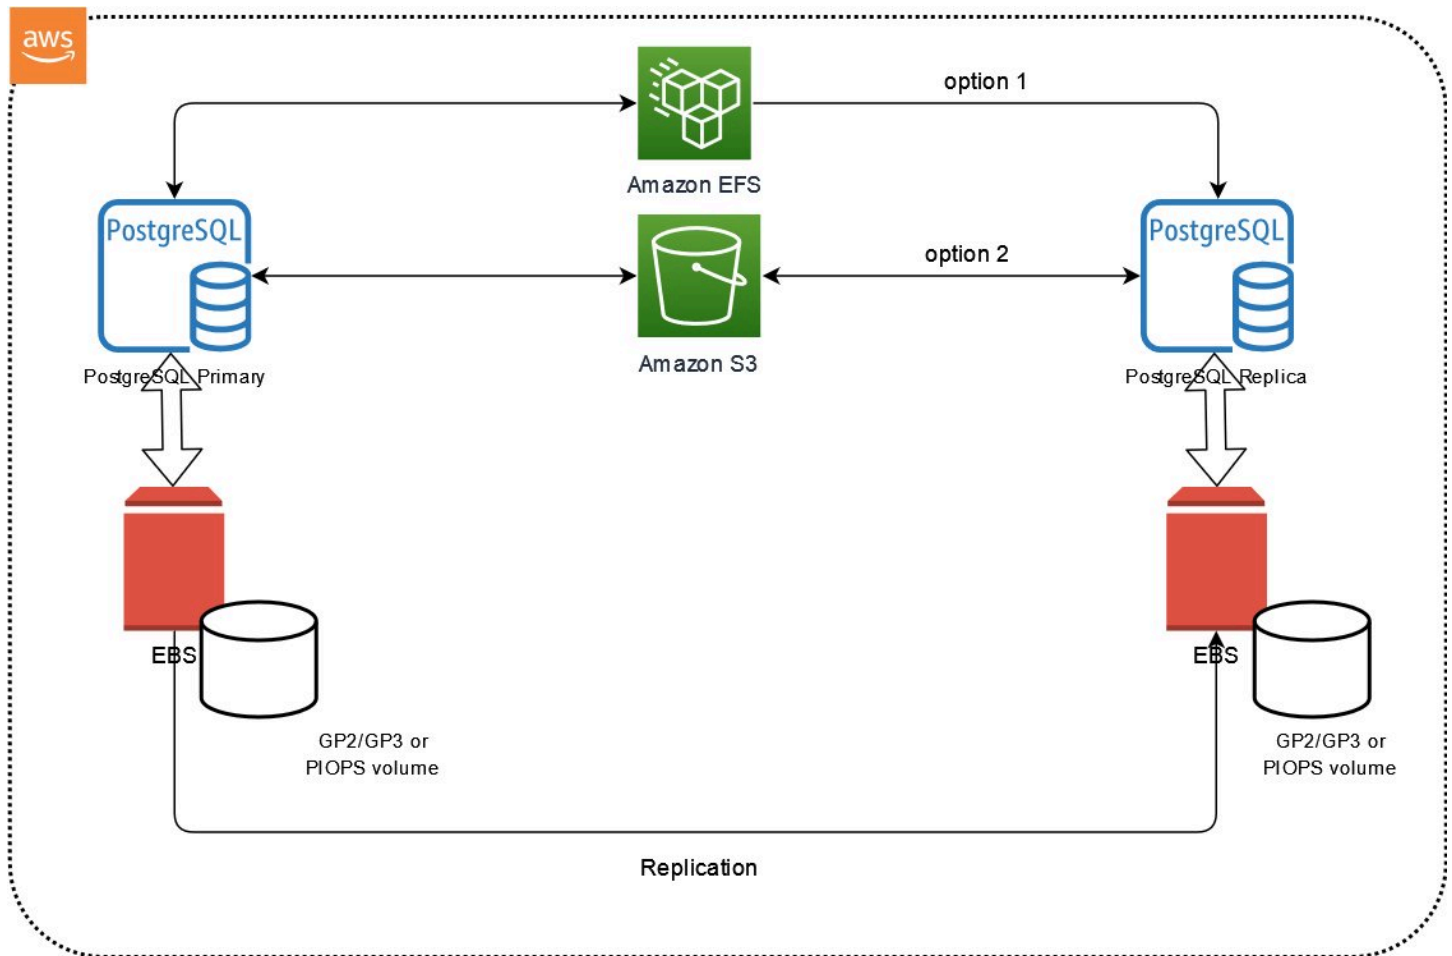 aws
option 1
Amazon EFS
PostgreSQL
PostgreSQL
option 2
Amazon S3
PostgreSQL Primary
PostgreSQL Replica
EBS
EBS
GP2/GP3 or
PIOPS volume
GP2/GP3 or
PIOPS volume
Replication